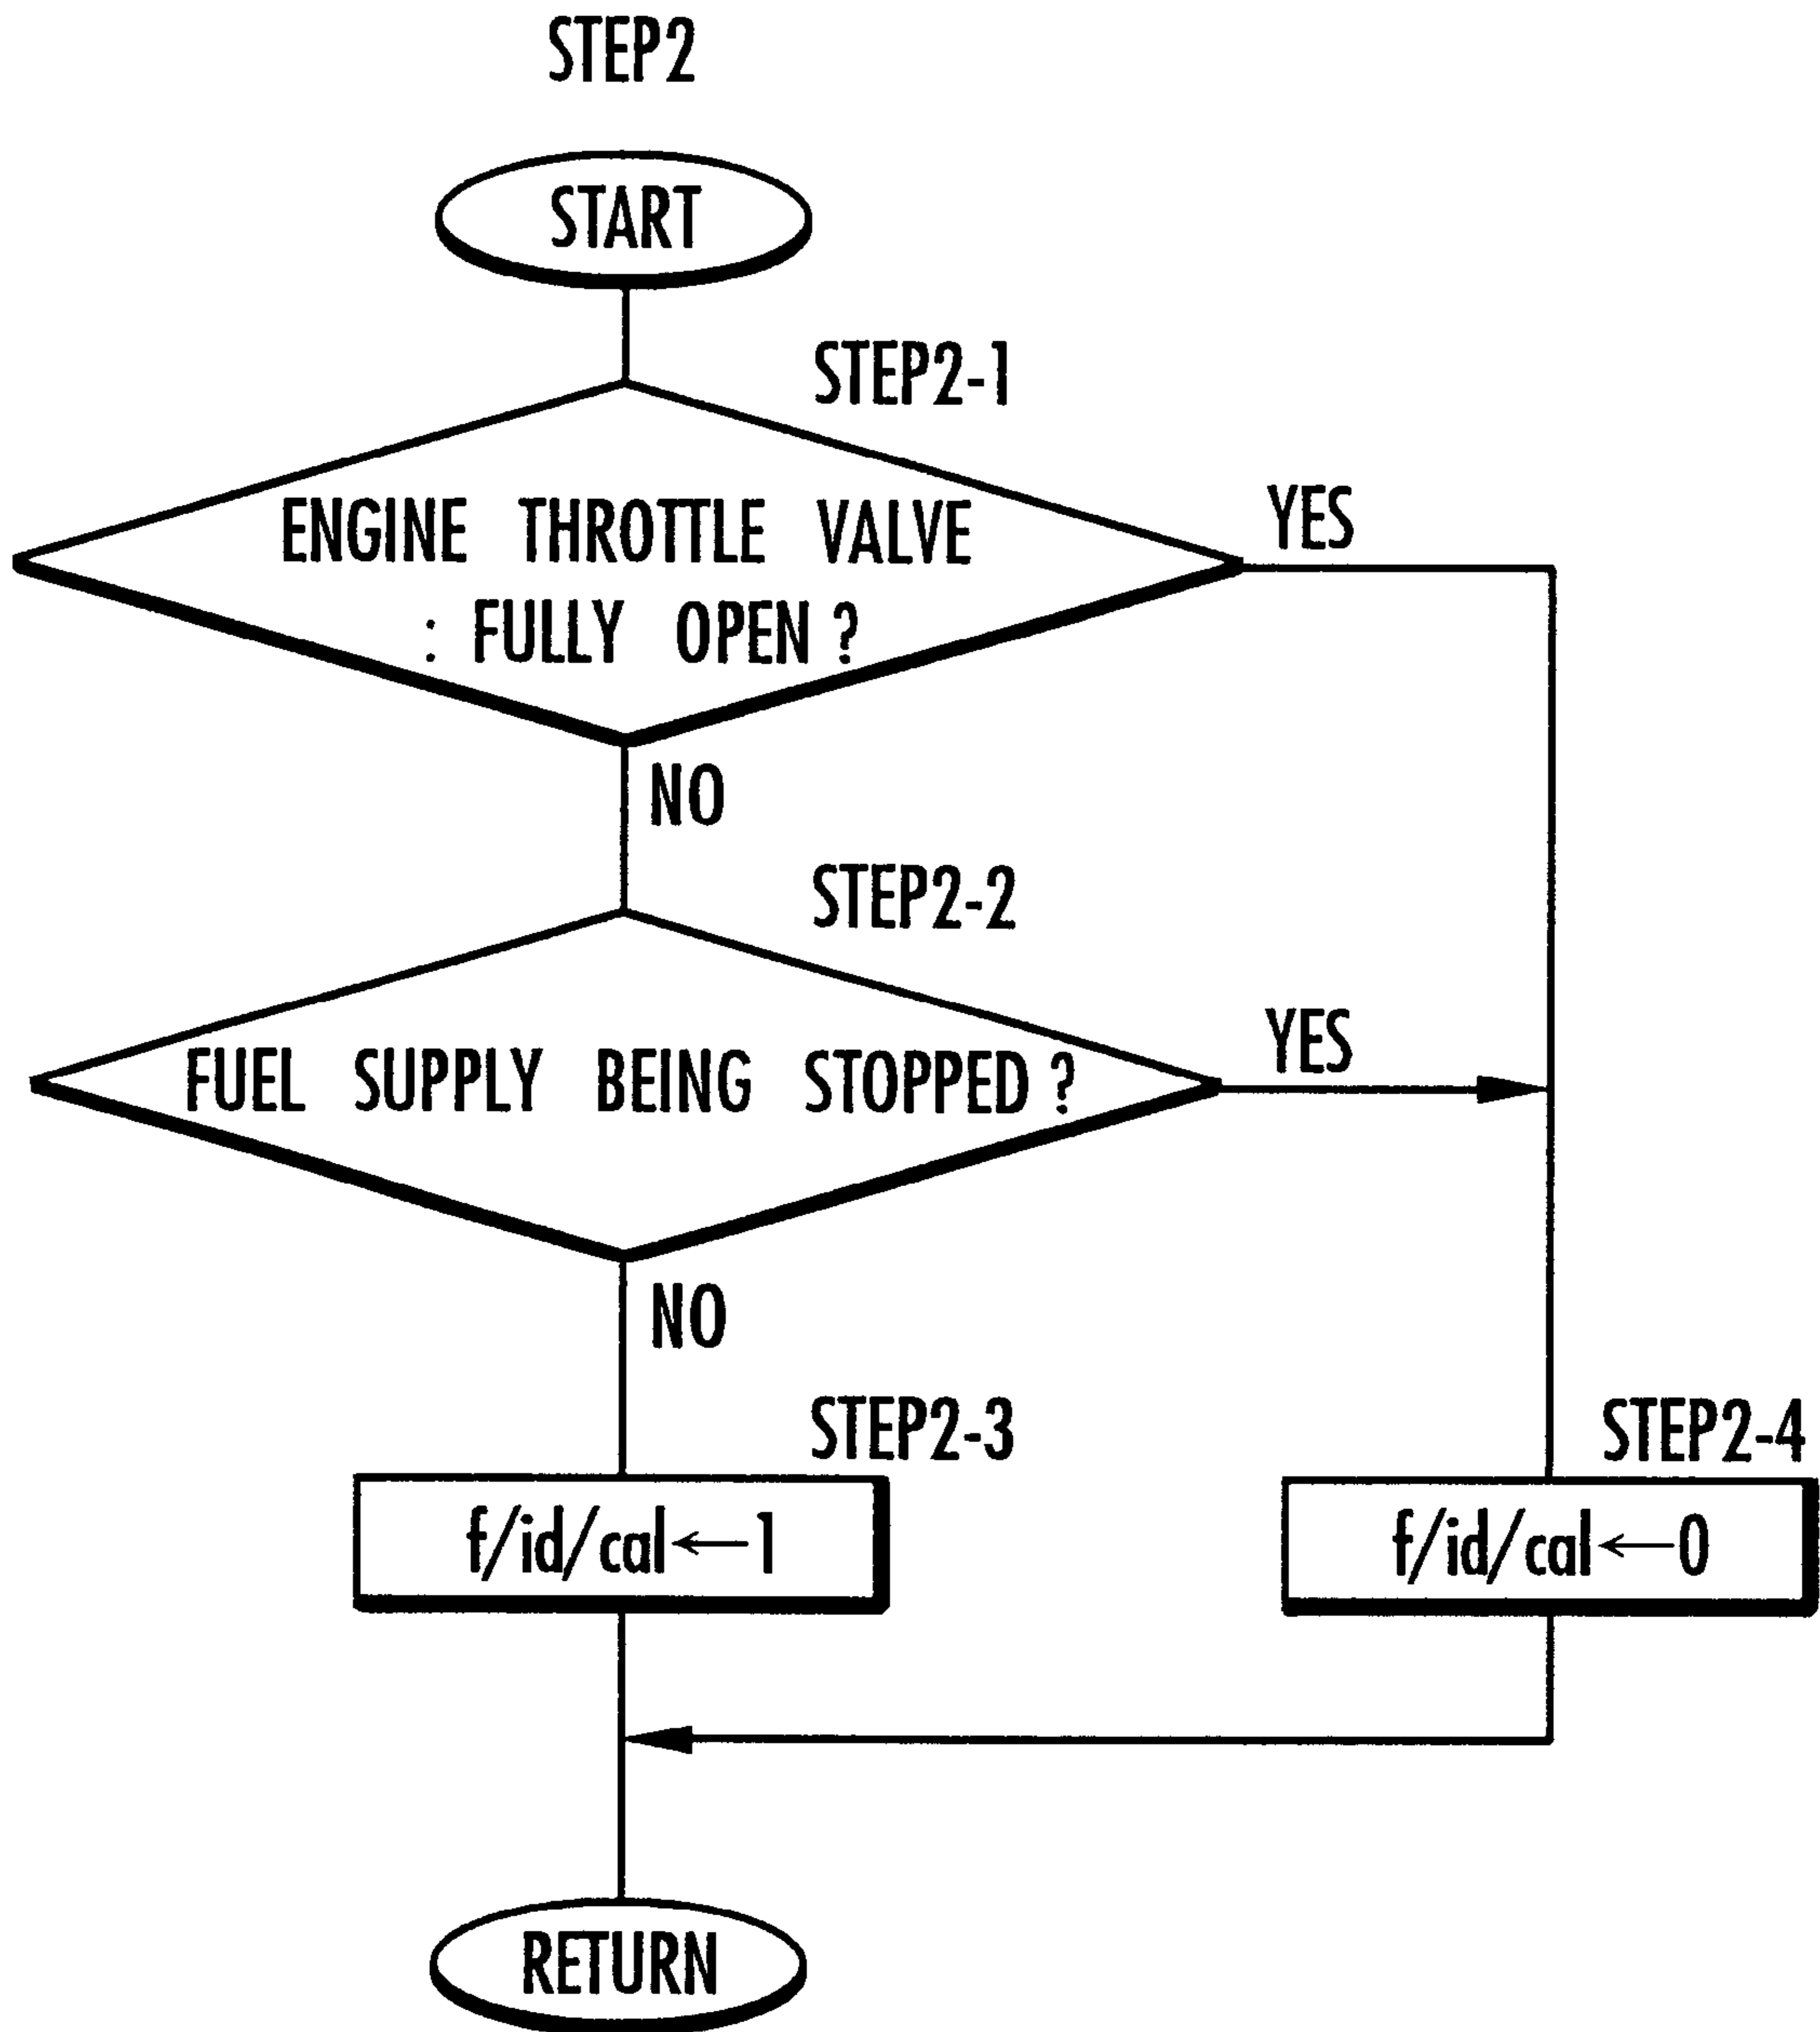 STEP2
START
STEP2-1
ENGINE THROTTLE VALVE
: FULLY OPEN ?
YES
NO
STEP2-2
FUEL SUPPLY BEING STOPPED ?
YES
NO
STEP2-3
f/id/cal←1
STEP2-4
f/id/cal←0
RETURN